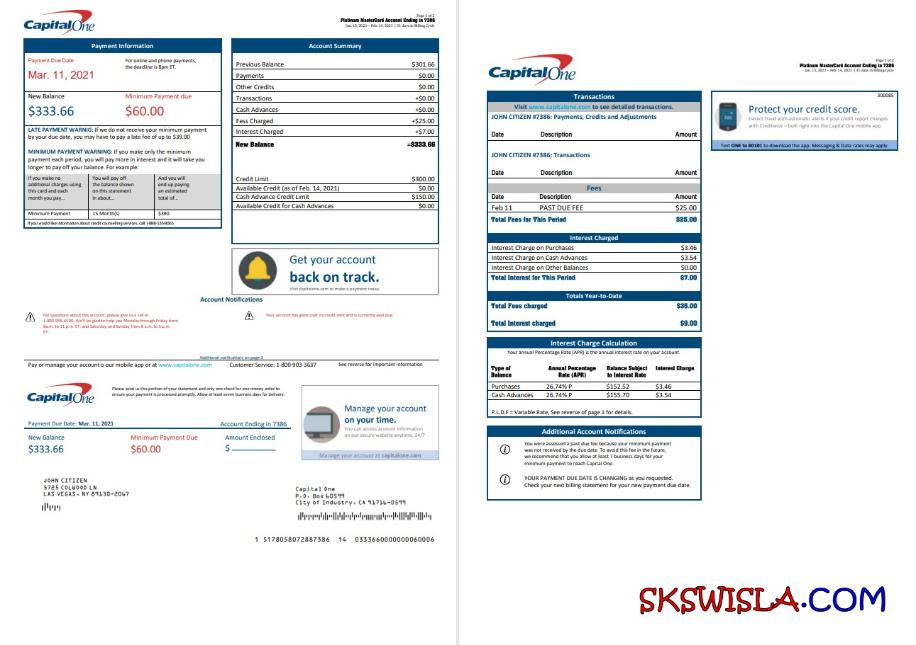 Capital One
Page 1 of 2
Platinum MasterCard Account Ending in 7386
Jan. 15, 2021 - Feb. 14, 2021 | 31 days in Billing Cycle
Payment Information
Payment Due Date
For online and phone payments,
the deadline is 8pm ET.
Mar. 11, 2021
New Balance
Minimum Payment due
$333.66
$60.00
LATE PAYMENT WARNIG: If we do not receive your minimum payment
by your due date, you may have to pay a late fee of up to $39.00
MINIMUM PAYMENT WARNING: If you make only the minimum
payment each period, you will pay more in interest and it will take you
longer to pay off your balance. For example:
If you make no
additional charges using
this card and each
month you pay...
You will pay off
the balance shown
on this statement
in about...
And you will
end up paying
an estimated
total of...
Minimum Payment
15 Month(s)
$390
If you would like information about credit counselling services, call
Account Summary
Previous Balance $301.66
Payments $0.00
Other Credits $0.00
Transactions +$0.00
Cash Advances +$0.00
Fess Charged +$25.00
Interest Charged +$7.00
New Balance =$333.66
Credit Limit $300.00
Available Credit (as of Feb. 14, 2021) $0.00
Cash Advance Credit Limit $150.00
Available Credit for Cash Advances $0.00
Get your account
back on track.
Visit capitalone.com to make a payment today.
Account Notifications
For questions about this account, please give us a call at
We'll be glad to help you Monday through Friday from
8a.m. to 11 p.m. ET, and Saturday and Sunday from 8 a.m. to 5 p.m.
ET.
Your account has gone over its credit limit and is currently past due.
Additional notifications on page 2
Pay or manage your account o our mobile app or at www.capitalone.com
Customer Service: 1-800-903-3637
See reverse for Important information
Capital One
Please send us this portion of your statement and only one check for one money order to
ensure your payment is processed promptly. Allow at least seven business days for delivery.
Payment Due Date: Mar. 11, 2021
Account Ending in 7386
New Balance
Minimum Payment Due
Amount Enclosed
$333.66
$60.00
$
Manage your account
on your time.
You can access account information
on our secure website anytime, 24/7
Manage your account at capitalone.com
JOHN CITIZEN
5725 COLWOOD LN
LAS VEGAS, NV 89130-2067
Capital One
P.O. Box 60599
City of Industry, CA 91716-0599
1 5178058072887386 14 0333660000000060006
Capital One
Page 2 of 2
Platinum MasterCard Account Ending in 7386
Jan. 15, 2021 - Feb. 14, 2021 | 31 days in Billing Cycle
Transactions
Visit www.capitalone.com to see detailed transactions.
JOHN CITIZEN #7386: Payments, Credits and Adjustments
Date Description Amount
JOHN CITIZEN #7386: Transactions
Date Description Amount
Fees
Date Description Amount
Feb 11 PAST DUE FEE $25.00
Total Fees for This Period $25.00
Interest Charged
Interest Charge on Purchases $3.46
Interest Charge on Cash Advances $3.54
Interest Charge on Other Balances $0.00
Total Interest for This Period $7.00
Totals Year-to-Date
Total Fees charged $35.00
Total Interest charged $9.00
Interest Charge Calculation
Your annual Percentage Rate (APR) is the annual interest rate on your account.
Type of
Balance
Annual Percentage
Rate (APR)
Balance Subject
to Interest Rate
Interest Charge
Purchases 26.74% P $152.52 $3.46
Cash Advances 26.74% P $155.70 $3.54
P.L.D.F = Variable Rate, See reverse of page 1 for details.
Additional Account Notifications
You were assessed a past due fee because your minimum payment
was not received by the due date. To avoid this fee in the future,
we recommend that you allow at least 7 business days for your
minimum payment to reach Capital One.
YOUR PAYMENT DUE DATE IS CHANGING as you requested.
Check your next billing statement for your new payment due date.
300085
Protect your credit score.
Detect fraud with automatic alerts if your credit report changes
with CreditWise – built right into the Capital One mobile app.
Text ONE to 80101 to download this app. Messaging & Data rates may apply
SKSWISLA.COM